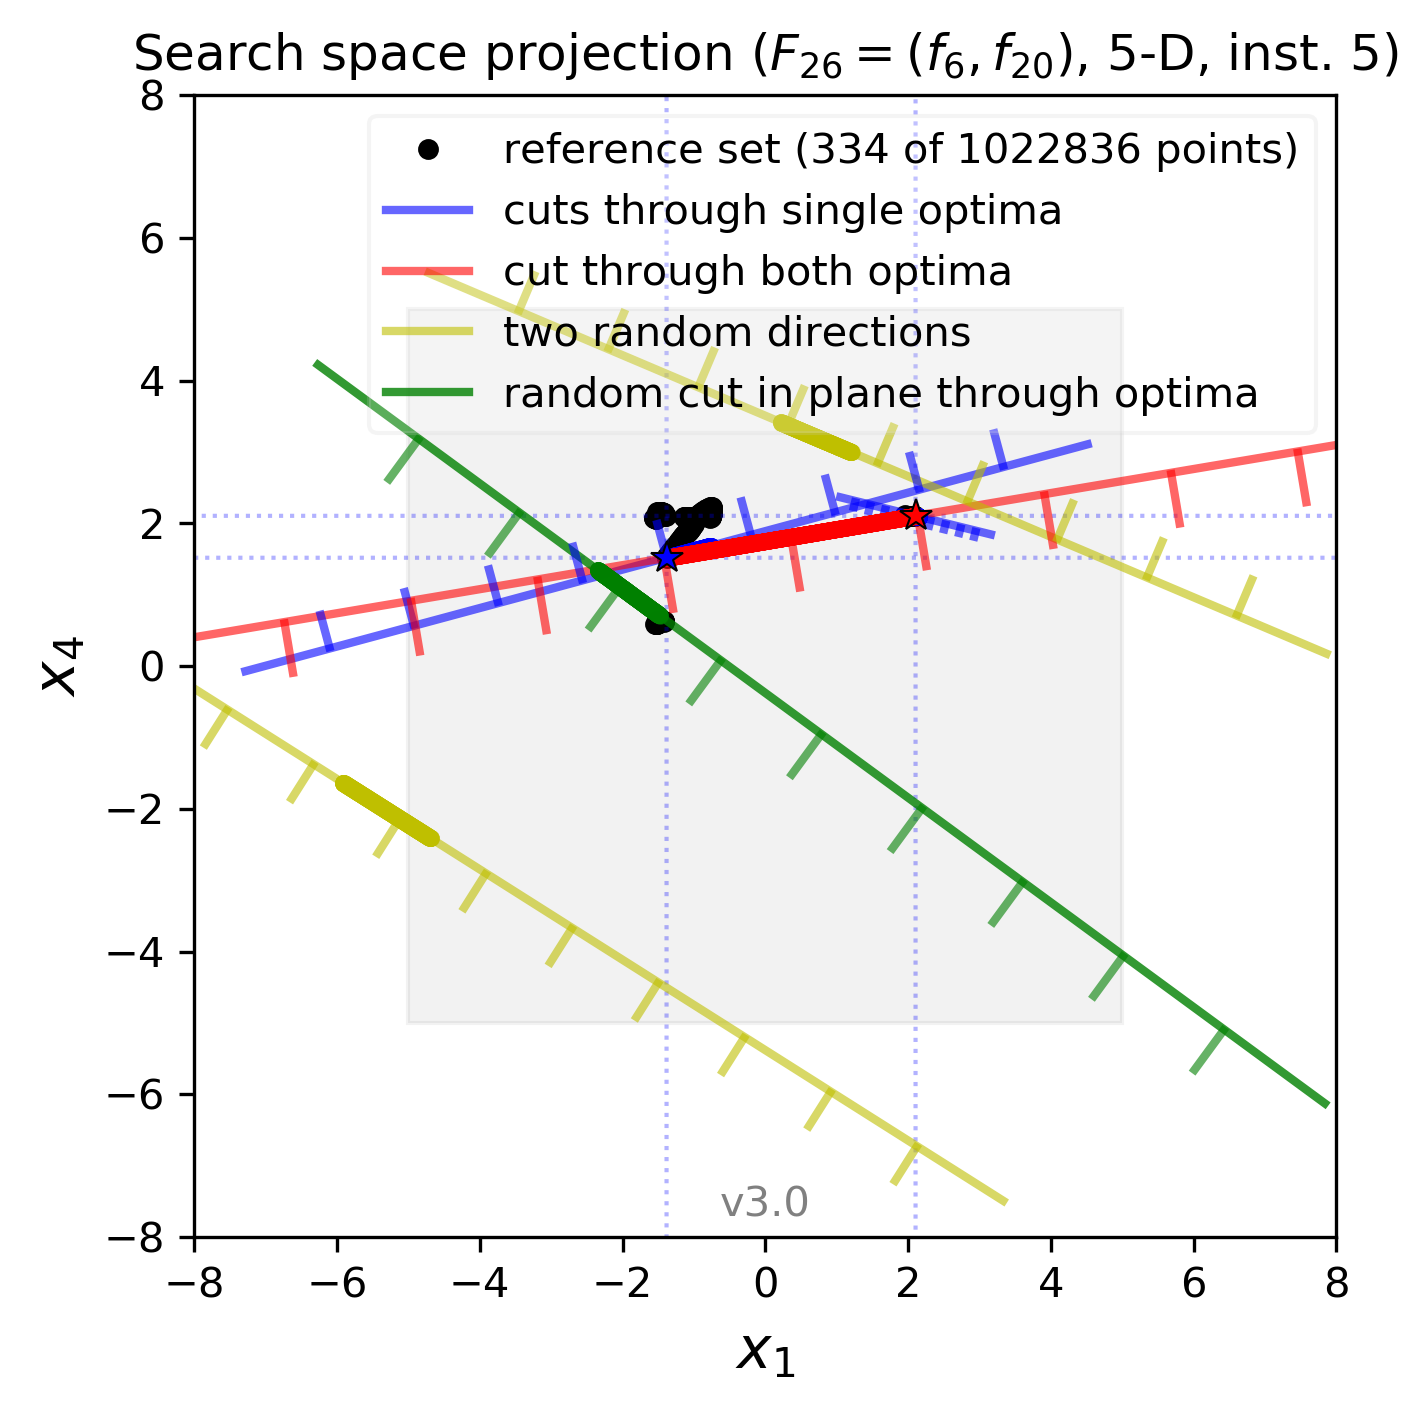 Search space projection (F₂₆ = (f₆, f₂₀), 5-D, inst. 5)
8
reference set (334 of 1022836 points)
cuts through single optima
6
cut through both optima
two random directions
4
random cut in plane through optima
2
x₄
0
−2
−4
−6
v3.0
−8
−8 −6 −4 −2 0 2 4 6 8
x₁